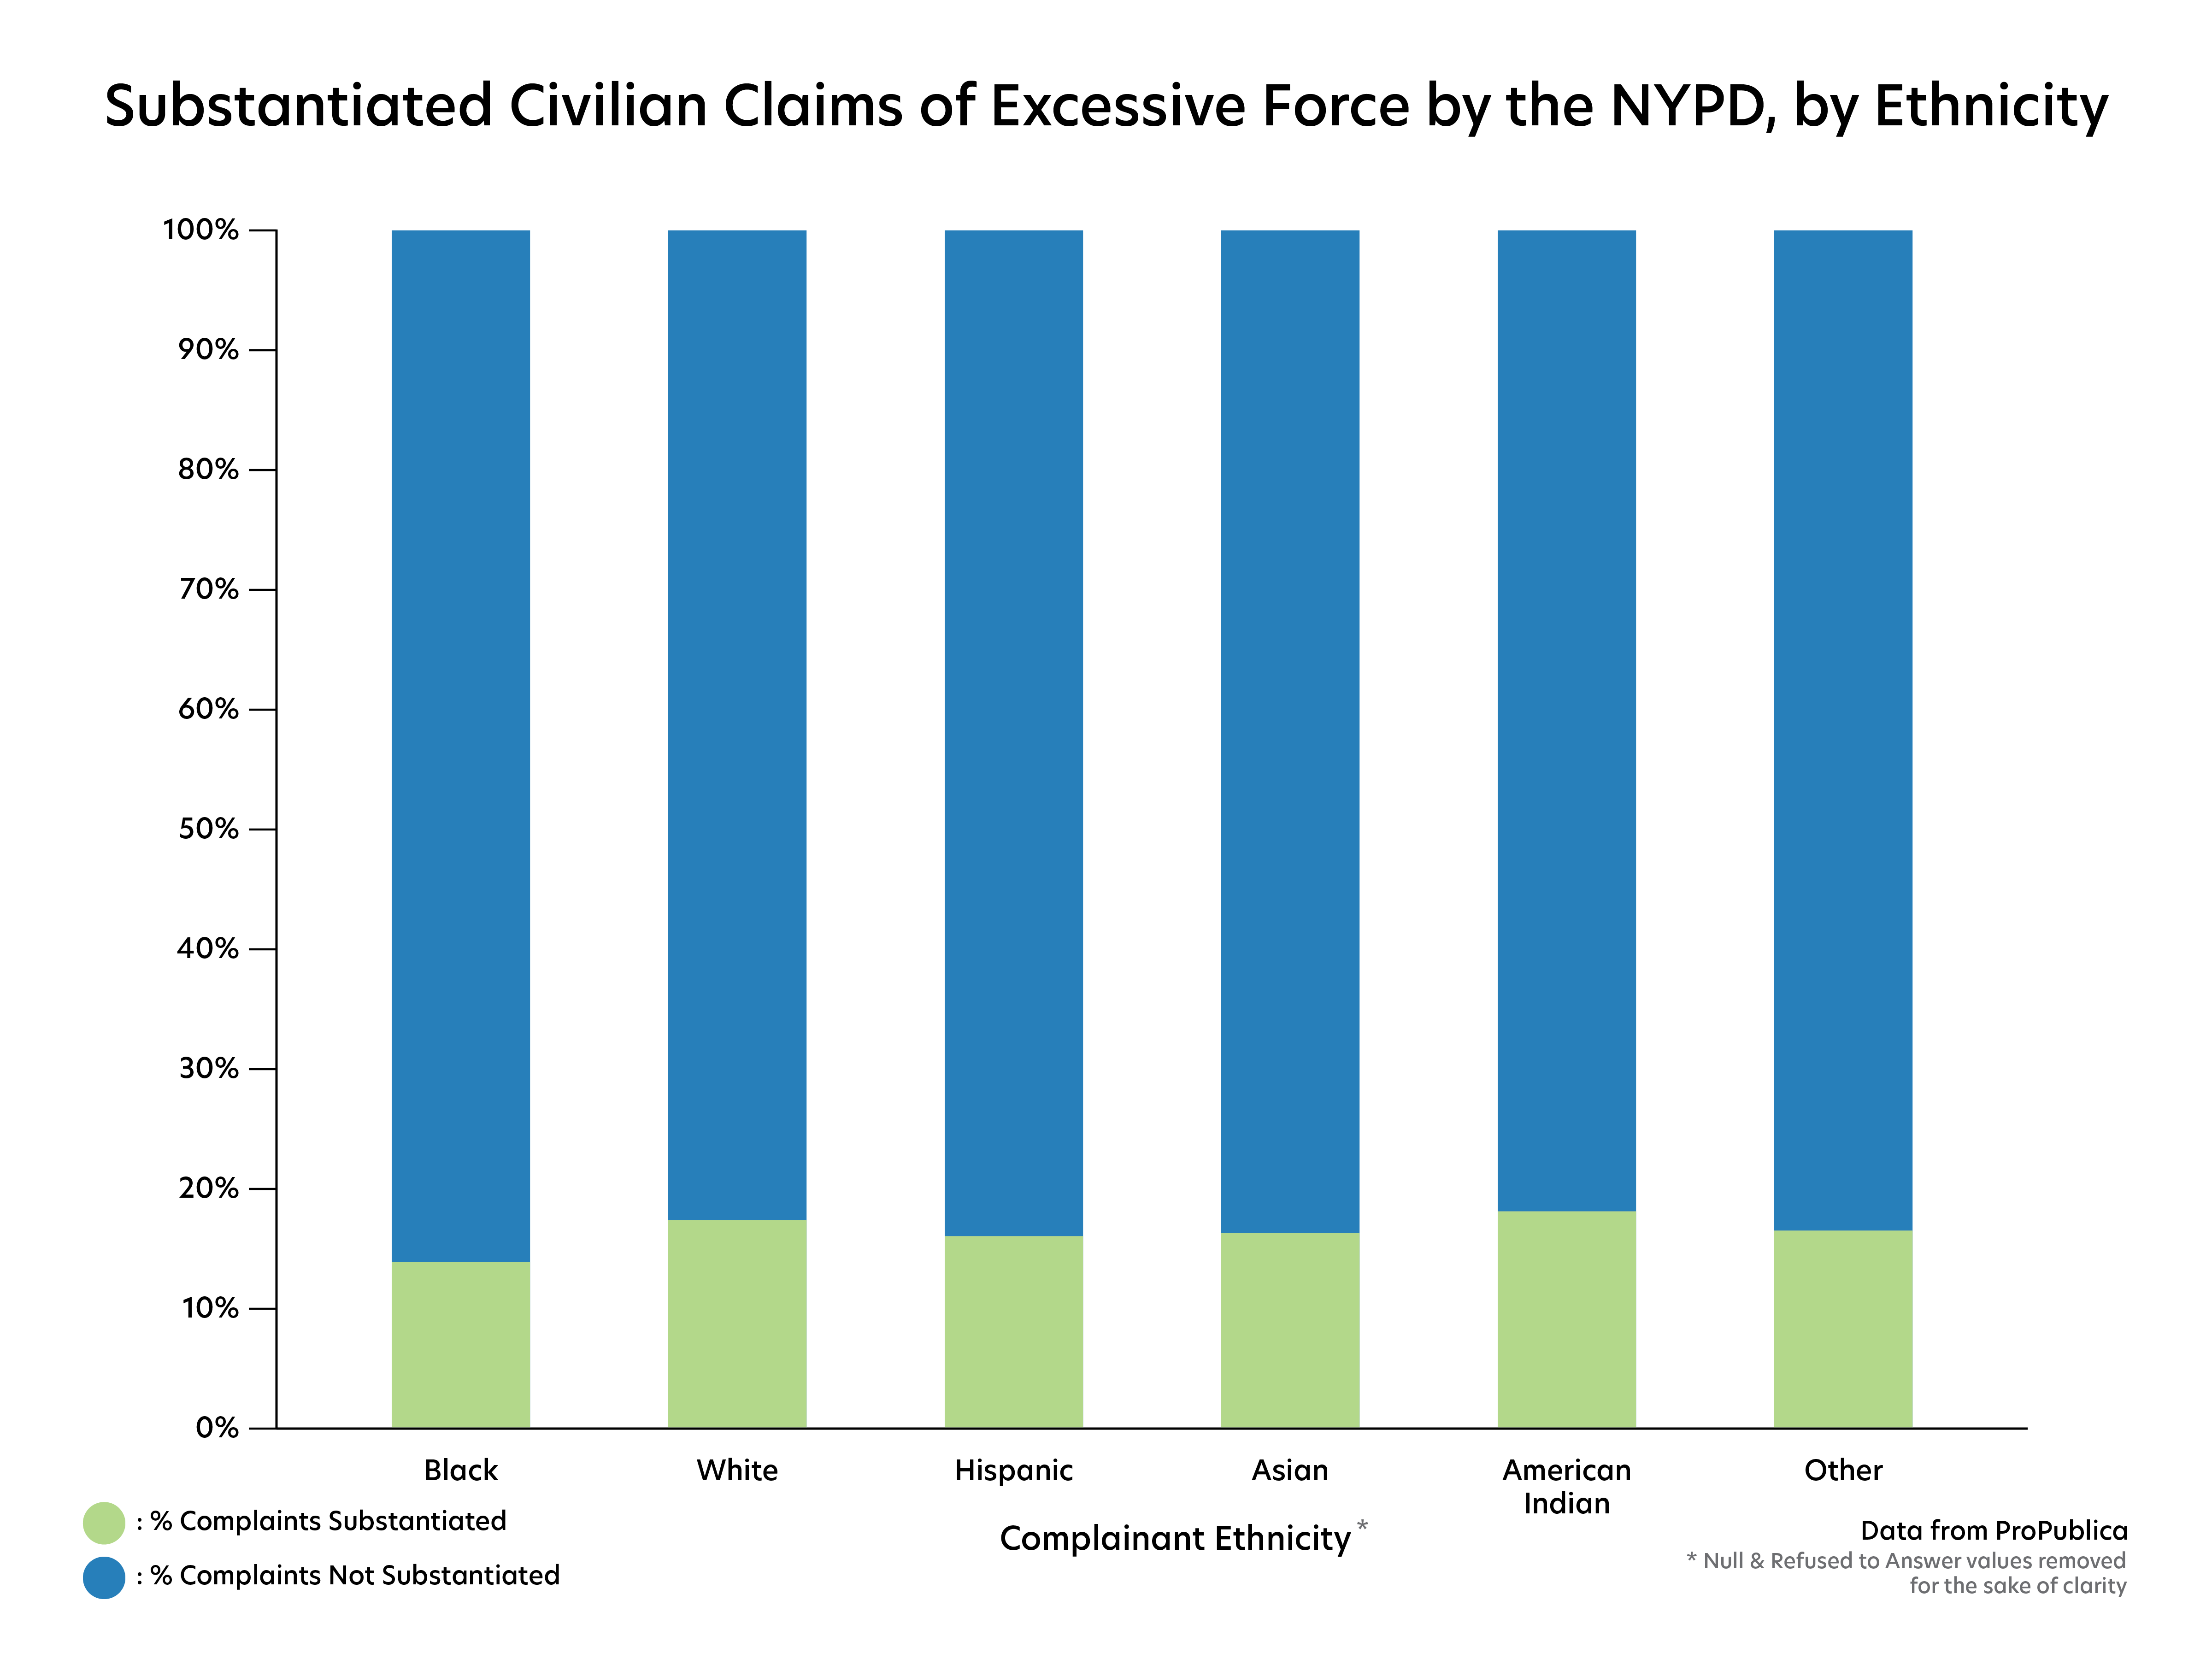 Substantiated Civilian Claims of Excessive Force by the NYPD, by Ethnicity
100%
90%
80%
70%
60%
50%
40%
30%
20%
10%
0%
Black
White
Hispanic
Asian
American
Indian
Other
: % Complaints Substantiated
: % Complaints Not Substantiated
Complainant Ethnicity*
Data from ProPublica
* Null & Refused to Answer values removed
for the sake of clarity